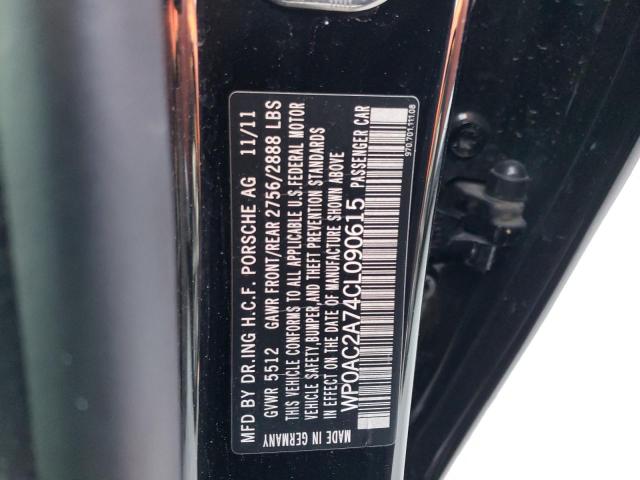 MFD BY DR.ING H.C.F. PORSCHE AG 11/11
GVWR 5512 GAWR FRONT/REAR 2756/2888 LBS
THIS VEHICLE CONFORMS TO ALL APPLICABLE U.S.FEDERAL MOTOR
VEHICLE SAFETY,BUMPER,AND THEFT PREVENTION STANDARDS
IN EFFECT ON DATE OF MANUFACTURE SHOWN ABOVE
WP0AC2A74CL090615 PASSENGER CAR
MADE IN GERMANY
970.701.111.08